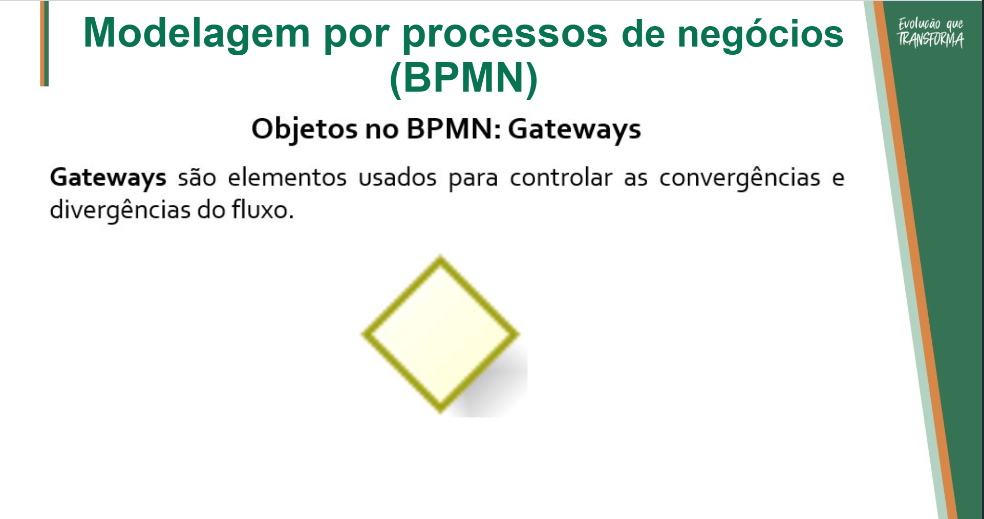 Modelagem por processos de negócios
(BPMN)
Evolução que
TRANSFORMA
Objetos no BPMN: Gateways
Gateways são elementos usados para controlar as convergências e
divergências do fluxo.